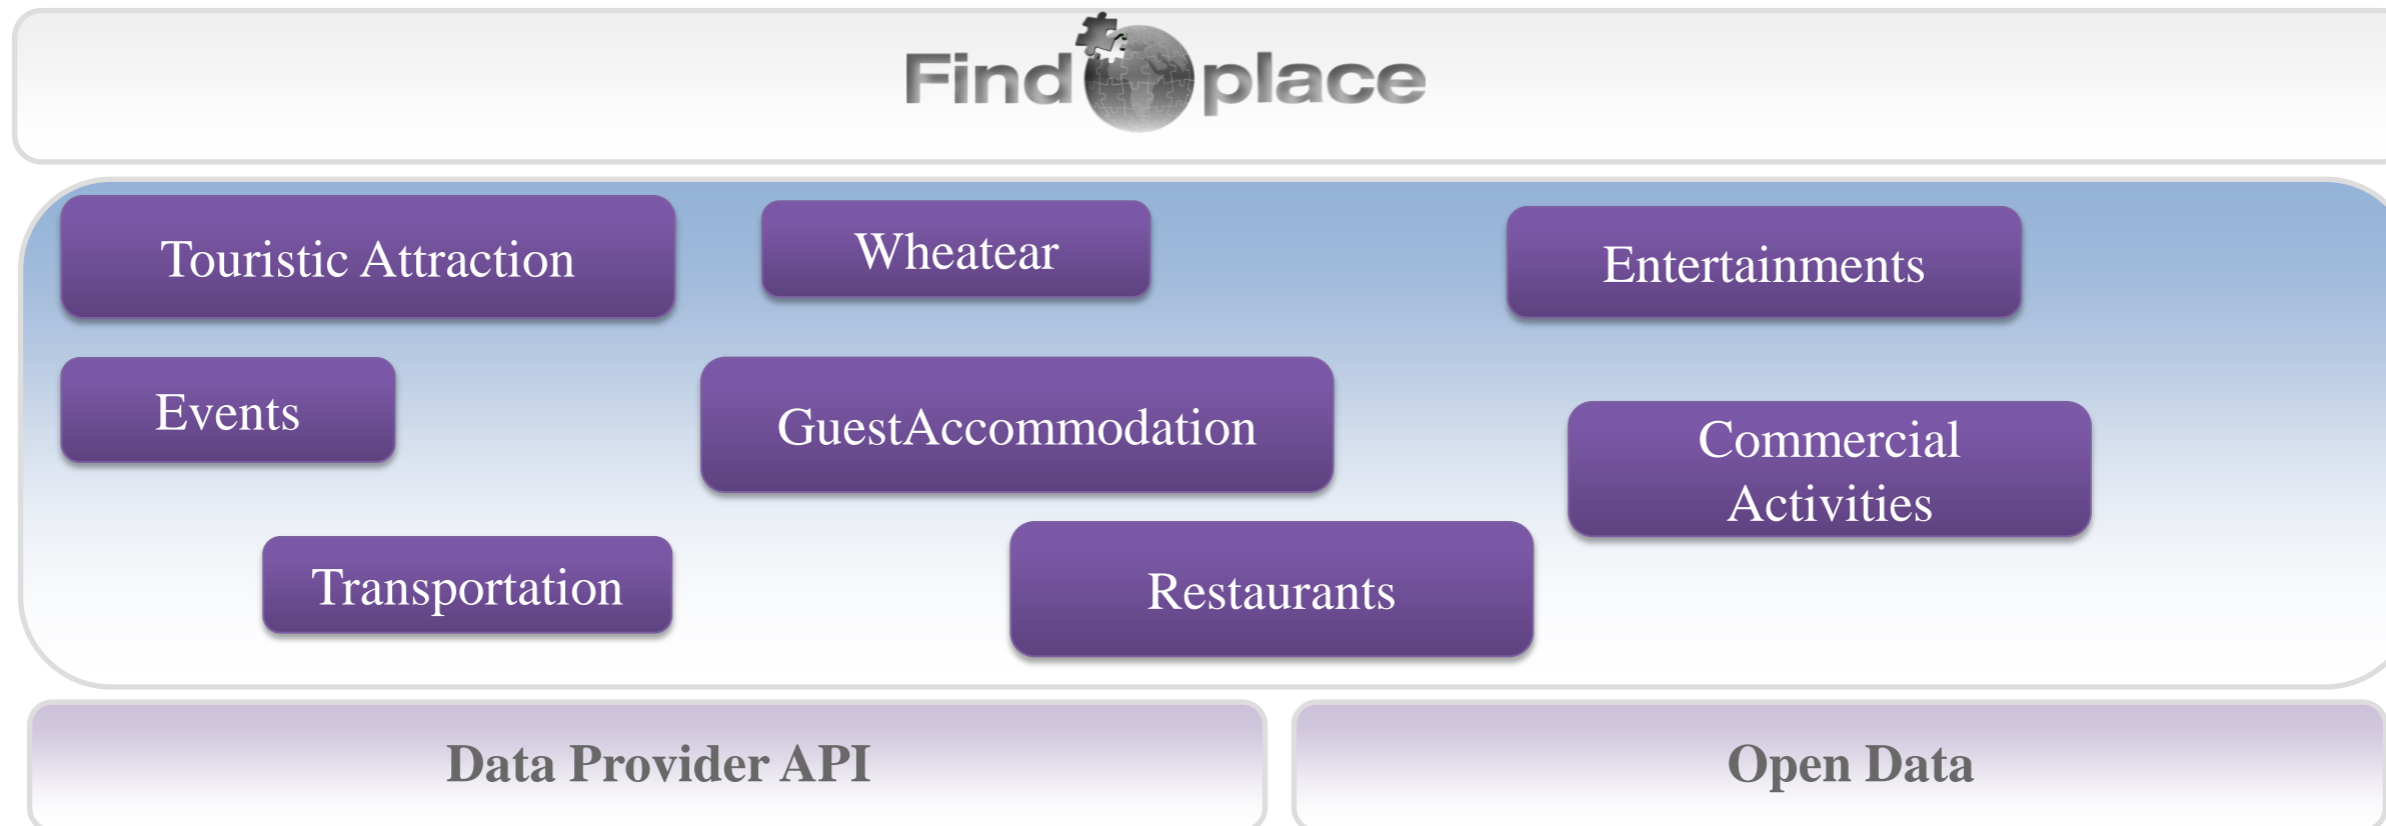 Find place
Touristic Attraction
Wheatear
Entertainments
Events
GuestAccommodation
Commercial
Activities
Transportation
Restaurants
Data Provider API
Open Data